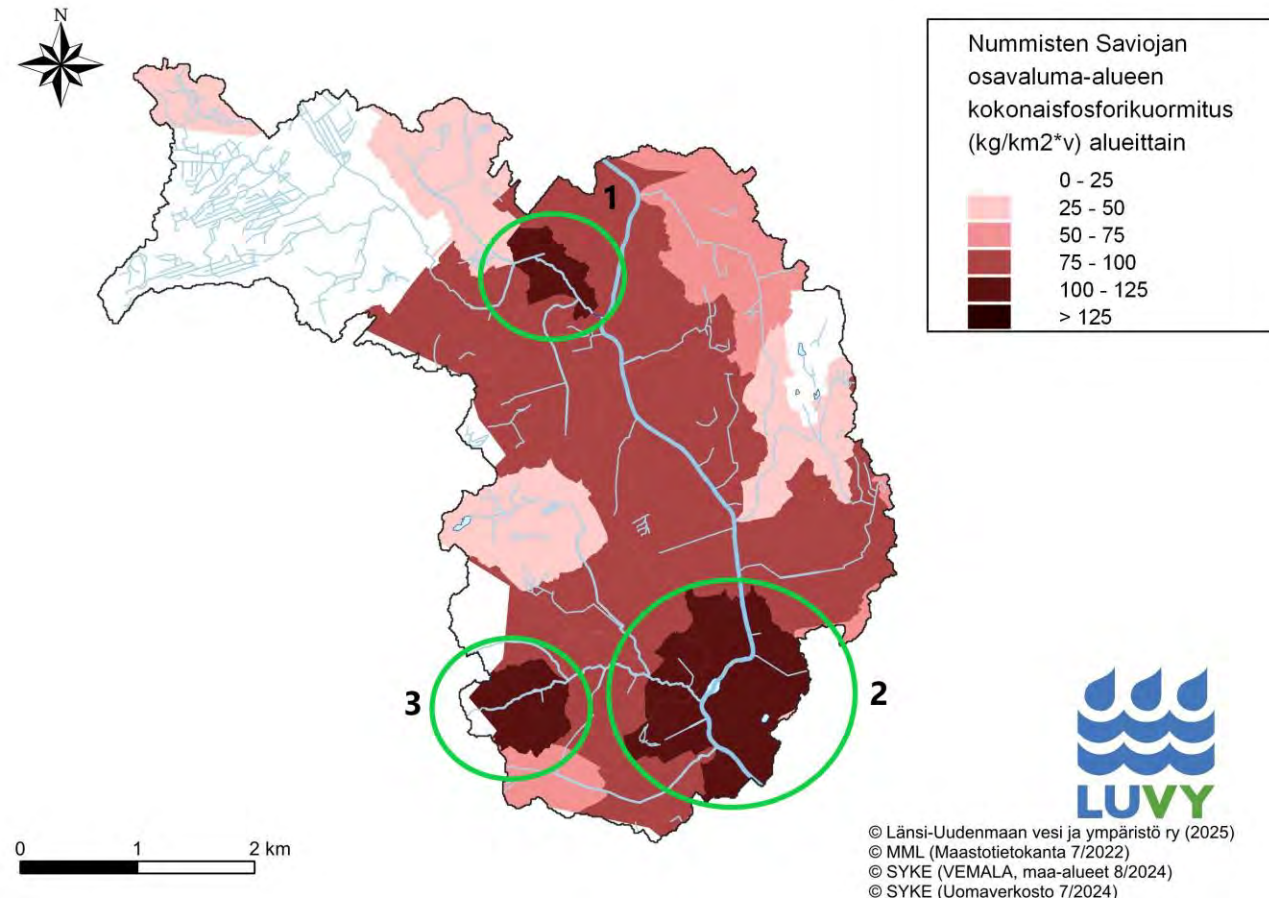 N
Nummisten Saviojan
osavaluma-alueen
kokonaisfosforikuormitus
(kg/km2*v) alueittain
0 - 25
25 - 50
50 - 75
75 - 100
100 - 125
> 125
1
2
3
0 1 2 km
LUVY
© Länsi-Uudenmaan vesi ja ympäristö ry (2025)
© MML (Maastotietokanta 7/2022)
© SYKE (VEMALA, maa-alueet 8/2024)
© SYKE (Uomaverkosto 7/2024)